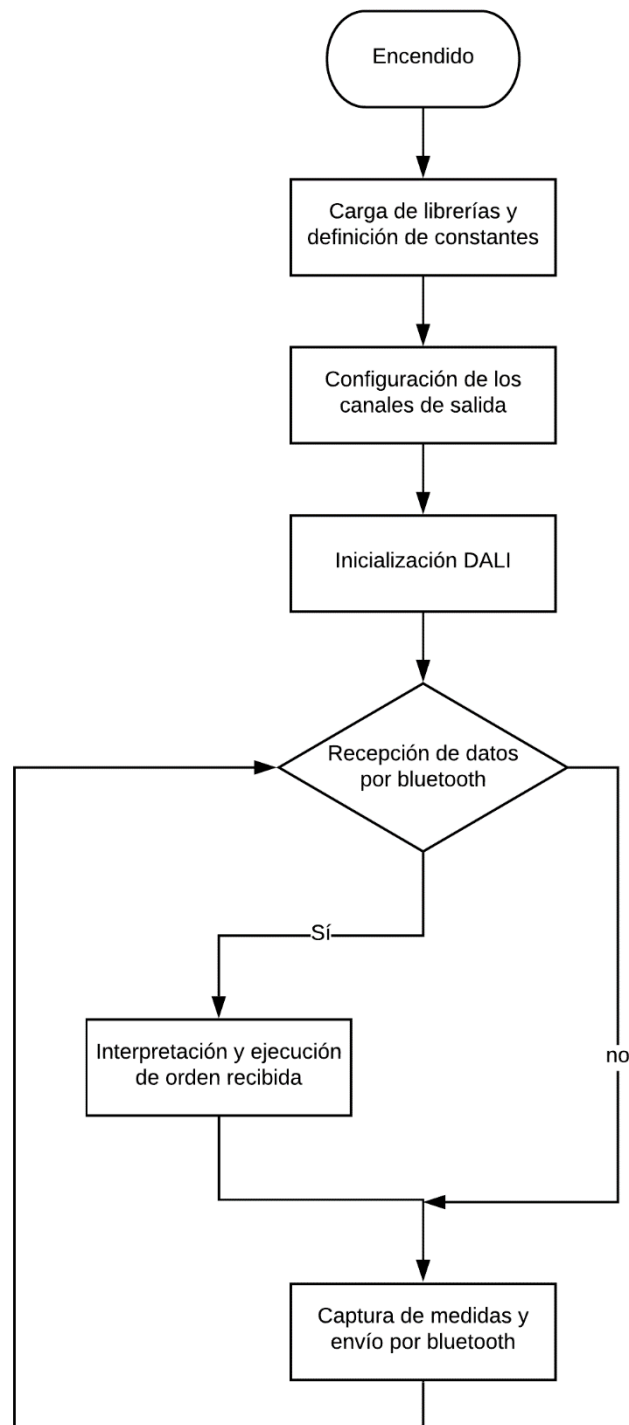 Encendido
Carga de librerías y
definición de constantes
Configuración de los
canales de salida
Inicialización DALI
Recepción de datos
por bluetooth
Sí
Interpretación y ejecución
de orden recibida
no
Captura de medidas y
envío por bluetooth